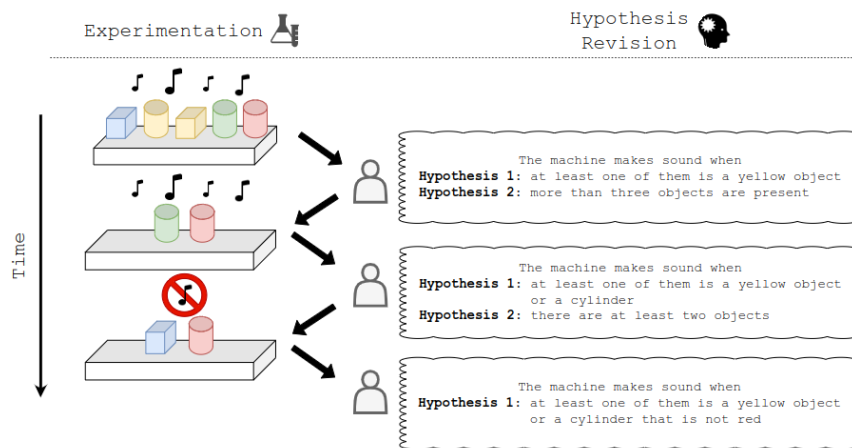 Experimentation
Hypothesis
Revision
Time
The machine makes sound when
Hypothesis 1: at least one of them is a yellow object
Hypothesis 2: more than three objects are present
The machine makes sound when
Hypothesis 1: at least one of them is a yellow object
or a cylinder
Hypothesis 2: there are at least two objects
The machine makes sound when
Hypothesis 1: at least one of them is a yellow object
or a cylinder that is not red